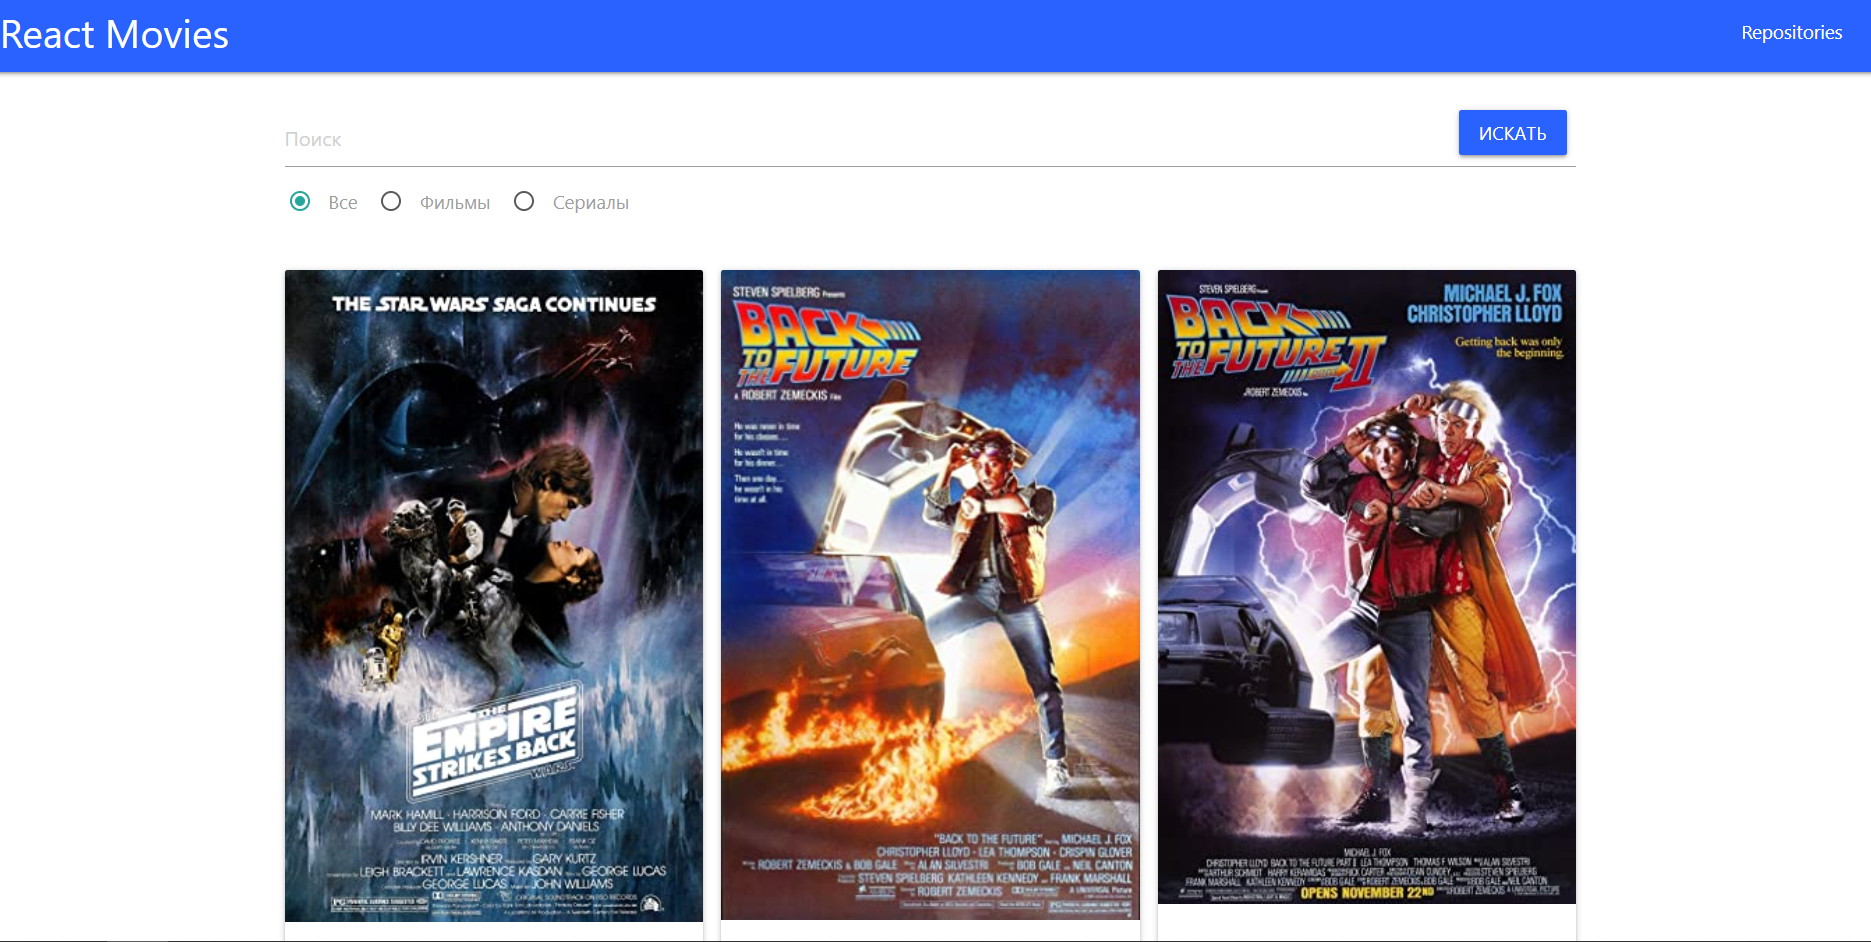 React Movies
Repositories
Поиск
ИСКАТЬ
Все
Фильмы
Сериалы
THE STAR WARS SAGA CONTINUES
THE
EMPIRE
STRIKES BACK
WARS
MARK HAMILL · HARRISON FORD · CARRIE FISHER
BILLY DEE WILLIAMS · ANTHONY DANIELS
IRVIN KERSHNER GARY KURTZ
LEIGH BRACKETT and LAWRENCE KASDAN GEORGE LUCAS
GEORGE LUCAS JOHN WILLIAMS
PG
STEVEN SPIELBERG Presents
BACK
TO THE FUTURE
A ROBERT ZEMECKIS Film
He was never in time
for his classes....
He wasn't in time
for his dinner....
Then one day....
he wasn't in his
time at all.
"BACK TO THE FUTURE" MICHAEL J. FOX
CHRISTOPHER LLOYD · LEA THOMPSON · CRISPIN GLOVER
ROBERT ZEMECKIS & BOB GALE ALAN SILVESTRI BOB GALE and NEIL CANTON
STEVEN SPIELBERG KATHLEEN KENNEDY and FRANK MARSHALL
ROBERT ZEMECKIS A UNIVERSAL Picture
PG
STEVEN SPIELBERG
MICHAEL J. FOX
CHRISTOPHER LLOYD
BACK
TO THE FUTURE II
Getting back was only
the beginning.
ROBERT ZEMECKIS
MICHAEL J. FOX
CHRISTOPHER LLOYD BACK TO THE FUTURE PART II LEA THOMPSON THOMAS F. WILSON ALAN SILVESTRI
ARTHUR SCHMIDT HARRY KERAMIDAS RICK CARTER DEAN CUNDEY STEVEN SPIELBERG
FRANK MARSHALL KATHLEEN KENNEDY BOB GALE ROBERT ZEMECKIS BOB GALE NEIL CANTON
OPENS NOVEMBER 22ND ROBERT ZEMECKIS